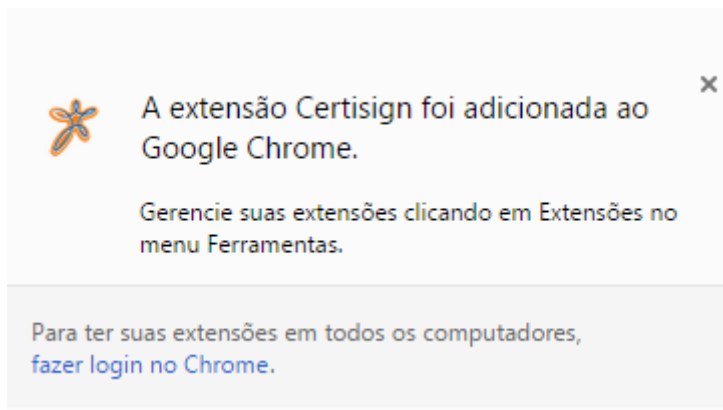 A extensão Certisign foi adicionada ao
Google Chrome.
Gerencie suas extensões clicando em Extensões no
menu Ferramentas.
Para ter suas extensões em todos os computadores,
fazer login no Chrome.